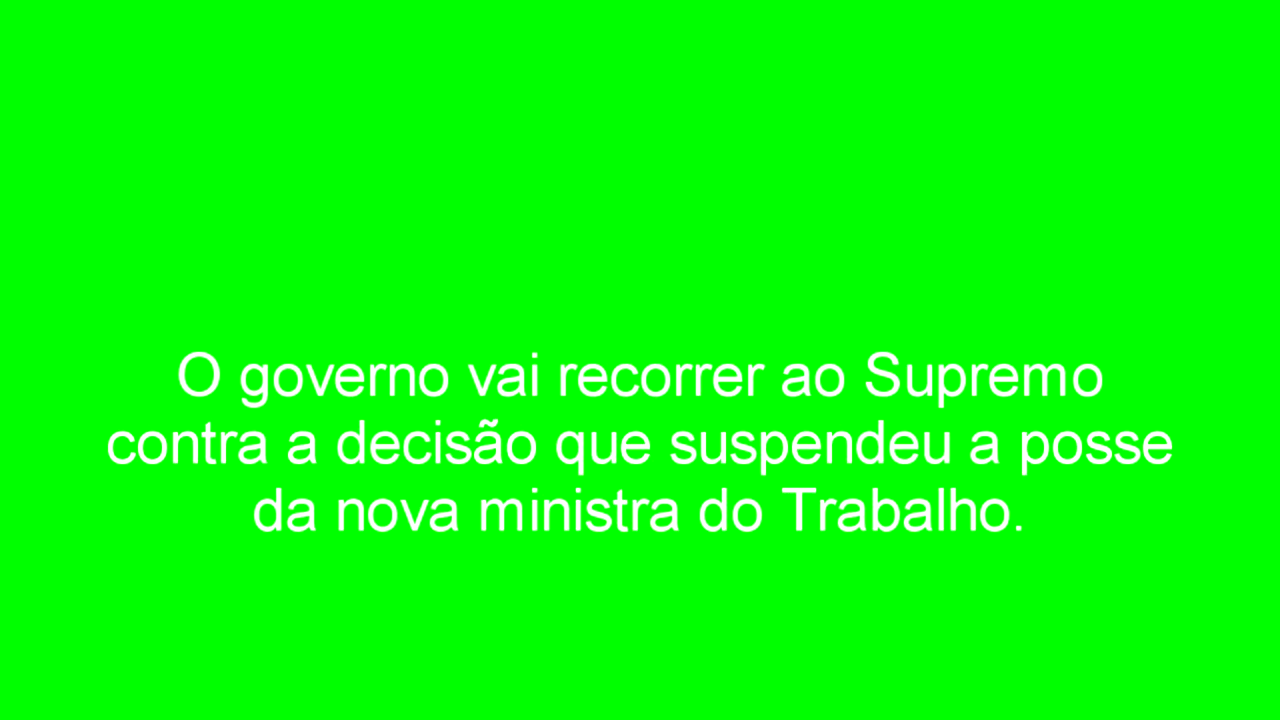 O governo vai recorrer ao Supremo
contra a decisão que suspendeu a posse
da nova ministra do Trabalho.